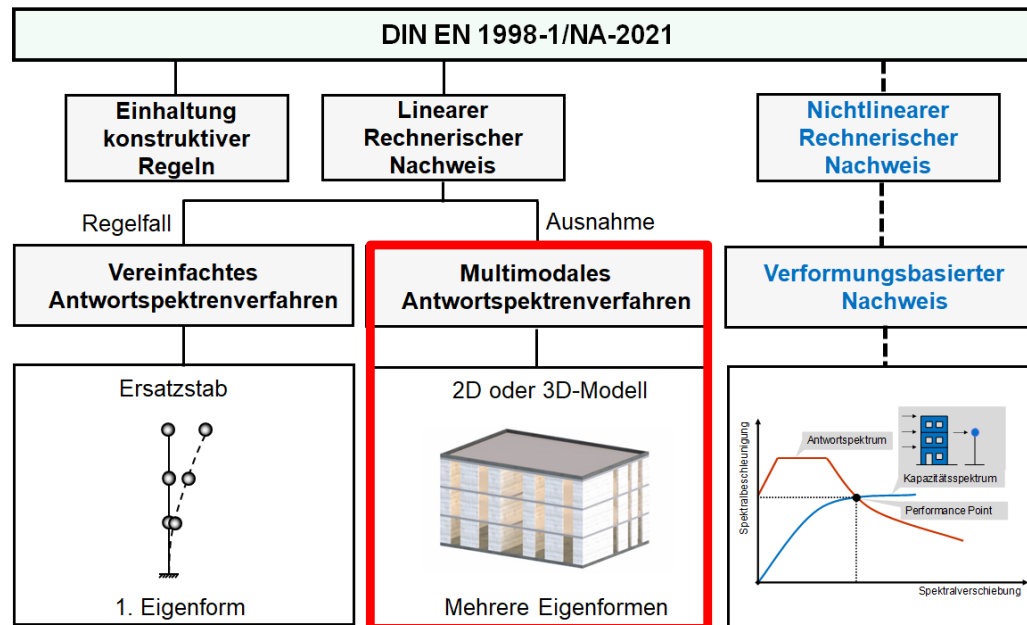 DIN EN 1998-1/NA-2021
Einhaltung
konstruktiver
Regeln
Linearer
Rechnerischer
Nachweis
Nichtlinearer
Rechnerischer
Nachweis
Regelfall
Ausnahme
Vereinfachtes
Antwortspektrenverfahren
Multimodales
Antwortspektrenverfahren
Verformungsbasierter
Nachweis
Ersatzstab
1. Eigenform
2D oder 3D-Modell
Mehrere Eigenformen
Spektralbeschleunigung
Antwortspektrum
Kapazitätsspektrum
Performance Point
Spektralverschiebung